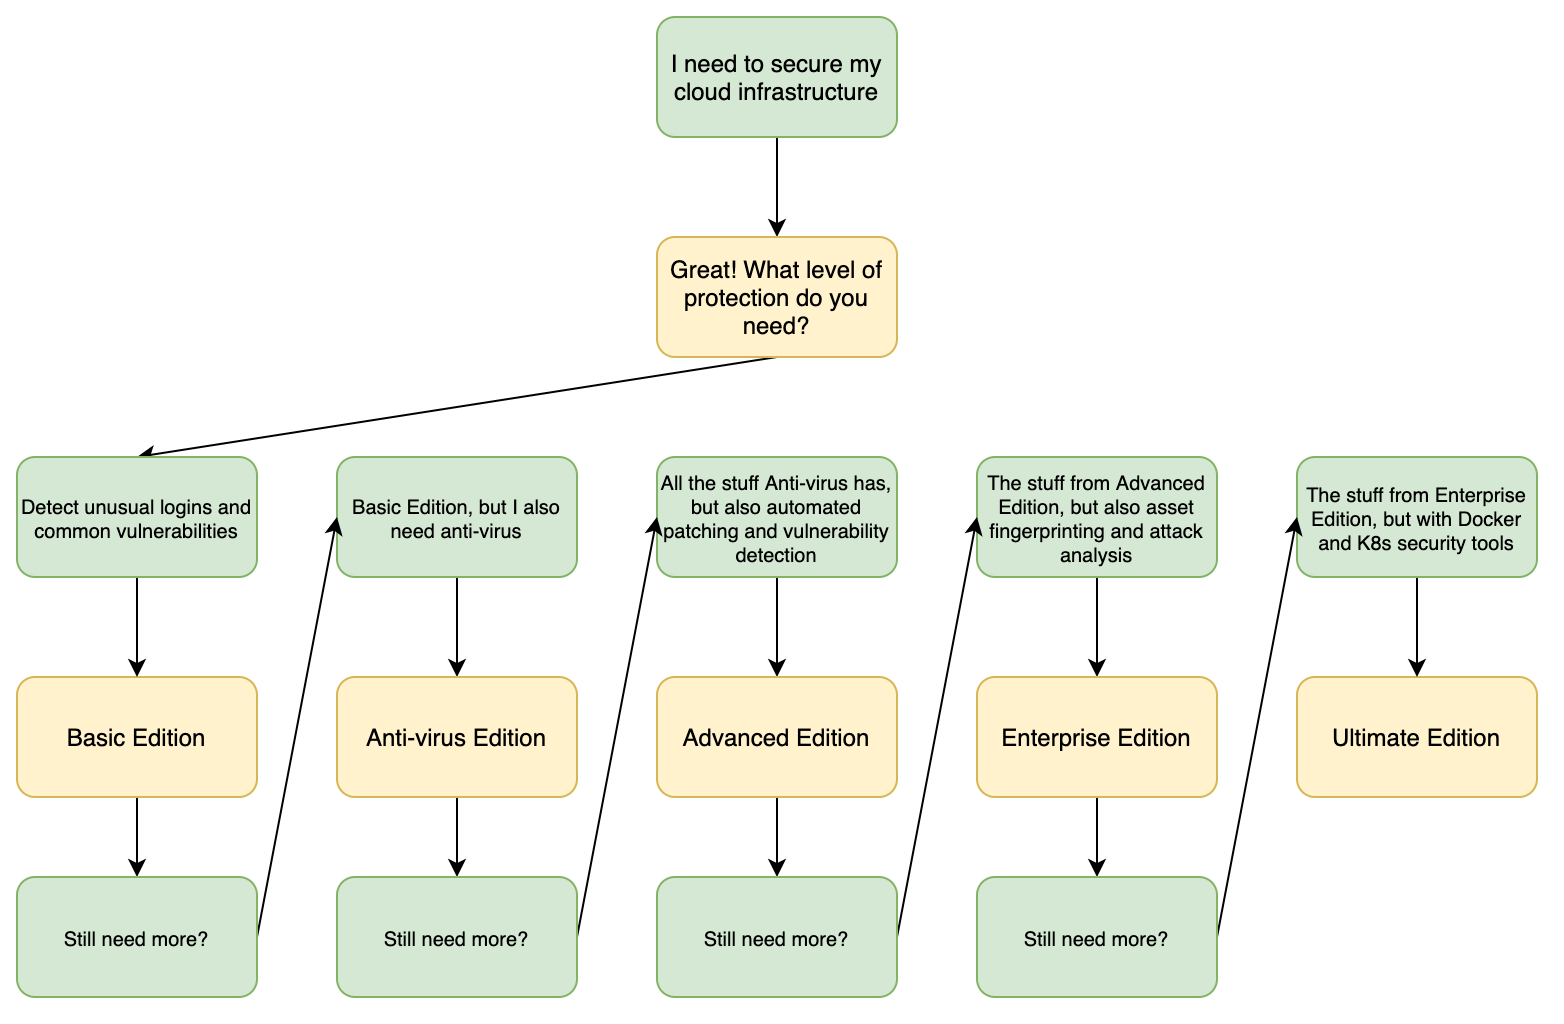 I need to secure my
cloud infrastructure
Great! What level of
protection do you
need?
Detect unusual logins and
common vulnerabilities
Basic Edition, but I also
need anti-virus
All the stuff Anti-virus has,
but also automated
patching and vulnerability
detection
The stuff from Advanced
Edition, but also asset
fingerprinting and attack
analysis
The stuff from Enterprise
Edition, but with Docker
and K8s security tools
Basic Edition
Anti-virus Edition
Advanced Edition
Enterprise Edition
Ultimate Edition
Still need more?
Still need more?
Still need more?
Still need more?